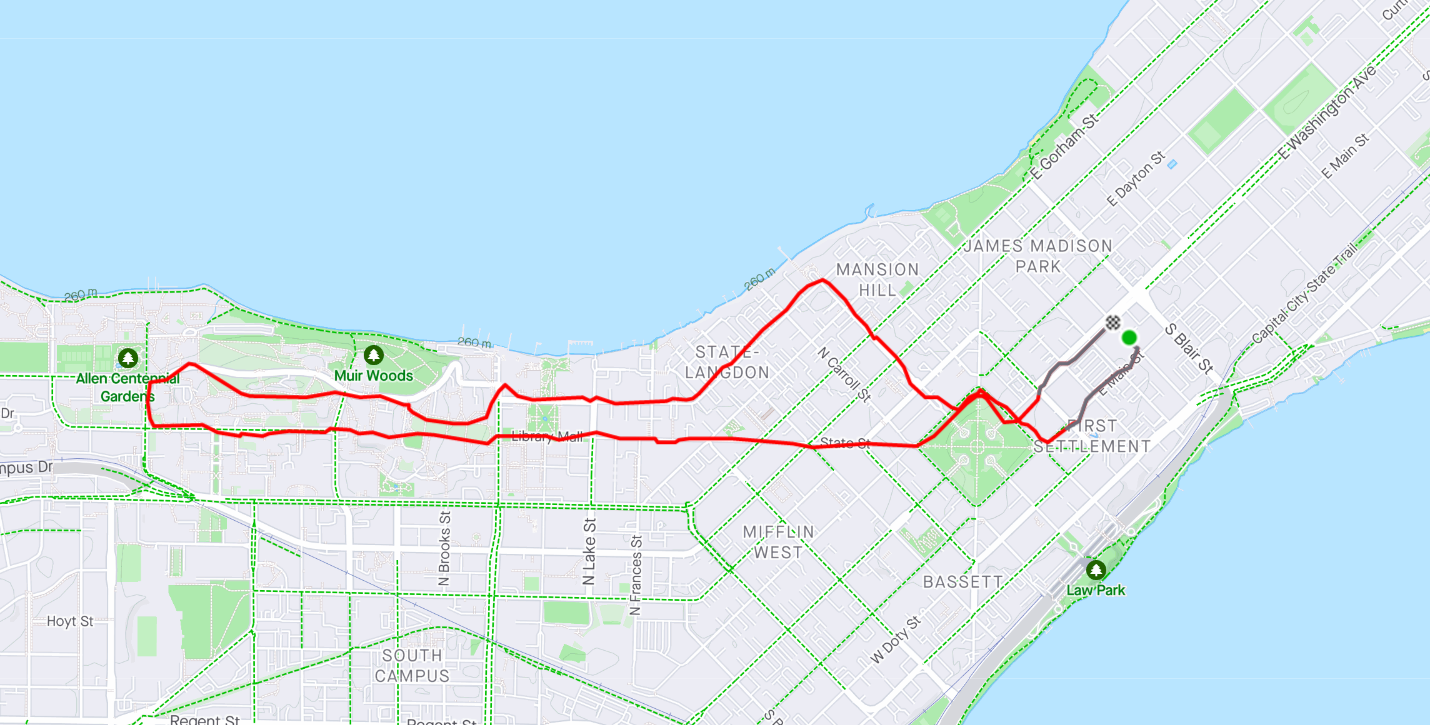 Curti
E Gorham St
E Washington Ave
E Dayton St
E Main St
260 m
260 m
260 m
MANSION
HILL
JAMES MADISON
PARK
Capital City State Trail
S Blair St
STATE-
LANGDON
N Carroll St
Allen Centennial
Gardens
Muir Woods
E Main St
Dr
Library Mall
State St
FIRST
SETTLEMENT
mpus Dr
N Brooks St
N Lake St
N Frances St
MIFFLIN
WEST
BASSETT
Law Park
Hoyt St
W Doty St
SOUTH
CAMPUS
Regent St
Regent St